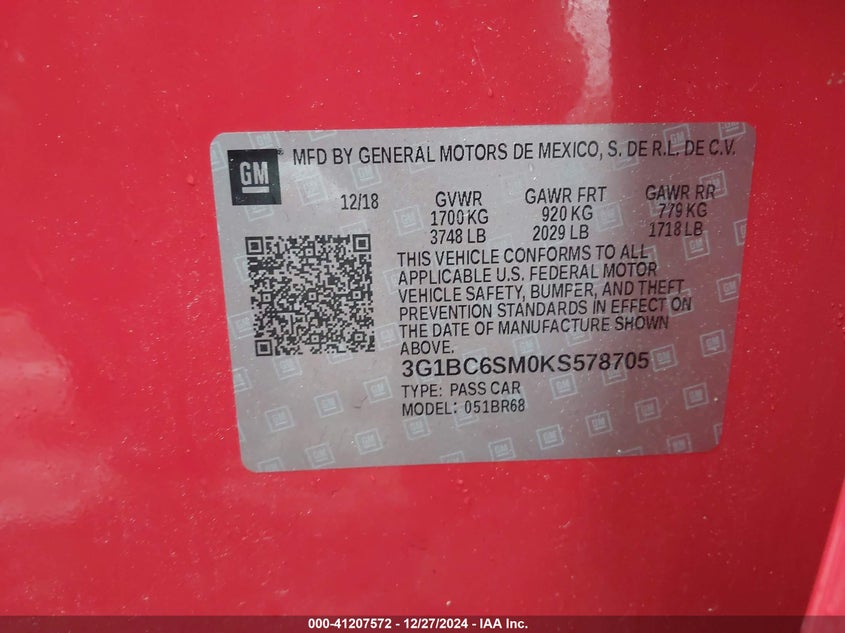 GM MFD BY GENERAL MOTORS DE MEXICO, S. DE R.L. DE C.V.
12/18 GVWR GAWR FRT GAWR RR
1700 KG 920 KG 779 KG
3748 LB 2029 LB 1718 LB
THIS VEHICLE CONFORMS TO ALL
APPLICABLE U.S. FEDERAL MOTOR
VEHICLE SAFETY, BUMPER, AND THEFT
PREVENTION STANDARDS IN EFFECT ON
THE DATE OF MANUFACTURE SHOWN
ABOVE.
3G1BC6SM0KS578705
TYPE: PASS CAR
MODEL: 051BR68
000-41207572 - 12/27/2024 - IAA Inc.